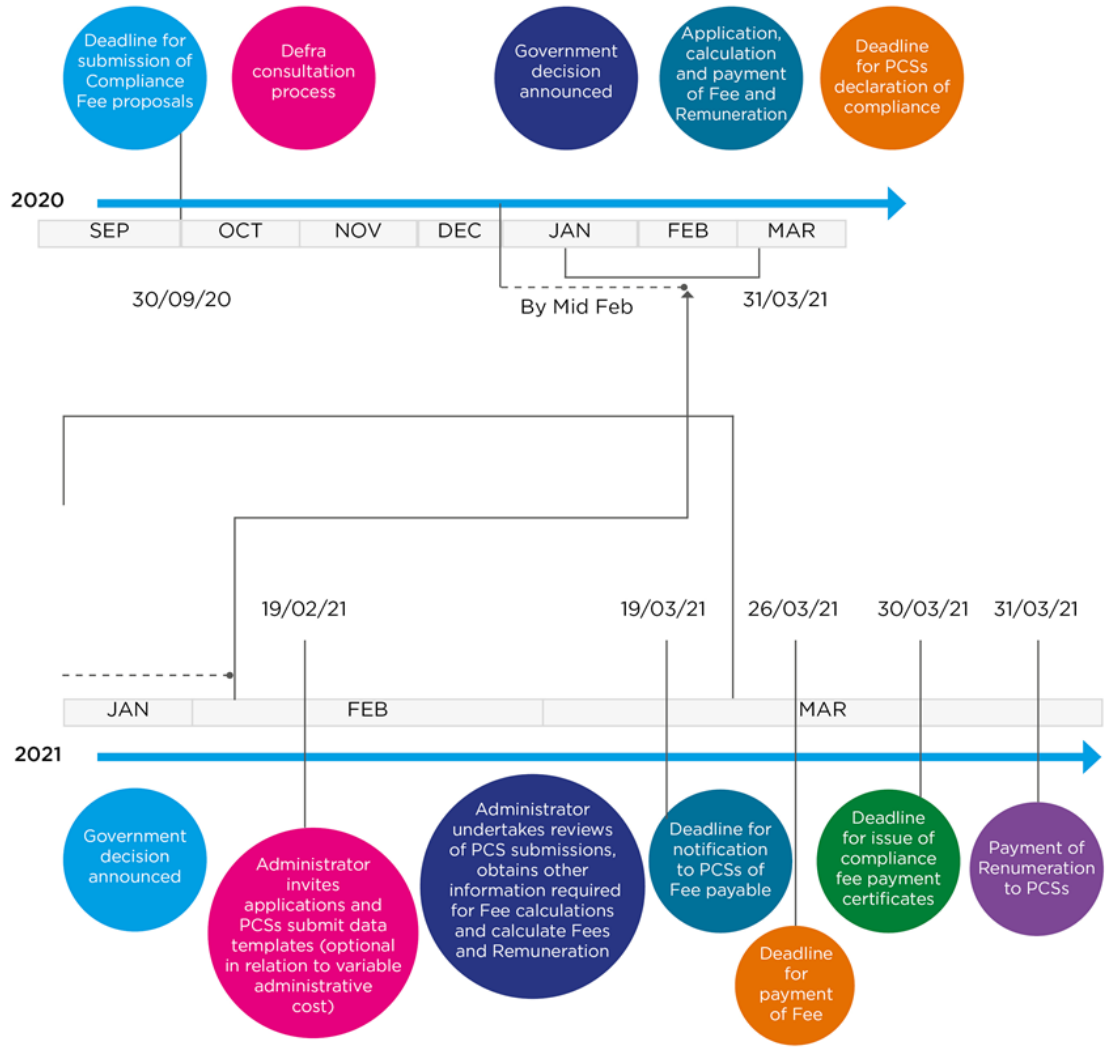 Deadline for
submission of
Compliance
Fee proposals
Defra
consultation
process
Government
decision
announced
Application,
calculation
and payment
of Fee and
Remuneration
Deadline
for PCSs
declaration of
compliance
2020
SEP
OCT
NOV
DEC
JAN
FEB
MAR
30/09/20
By Mid Feb
31/03/21
19/02/21
19/03/21
26/03/21
30/03/21
31/03/21
JAN
FEB
MAR
2021
Government
decision
announced
Administrator
invites
applications and
PCSs submit data
templates (optional
in relation to variable
administrative
cost)
Administrator
undertakes reviews
of PCS submissions,
obtains other
information required
for Fee calculations
and calculate Fees
and Remuneration
Deadline for
notification
to PCSs of
Fee payable
Deadline
for
payment
of Fee
Deadline
for issue of
compliance
fee payment
certificates
Payment of
Renumeration
to PCSs